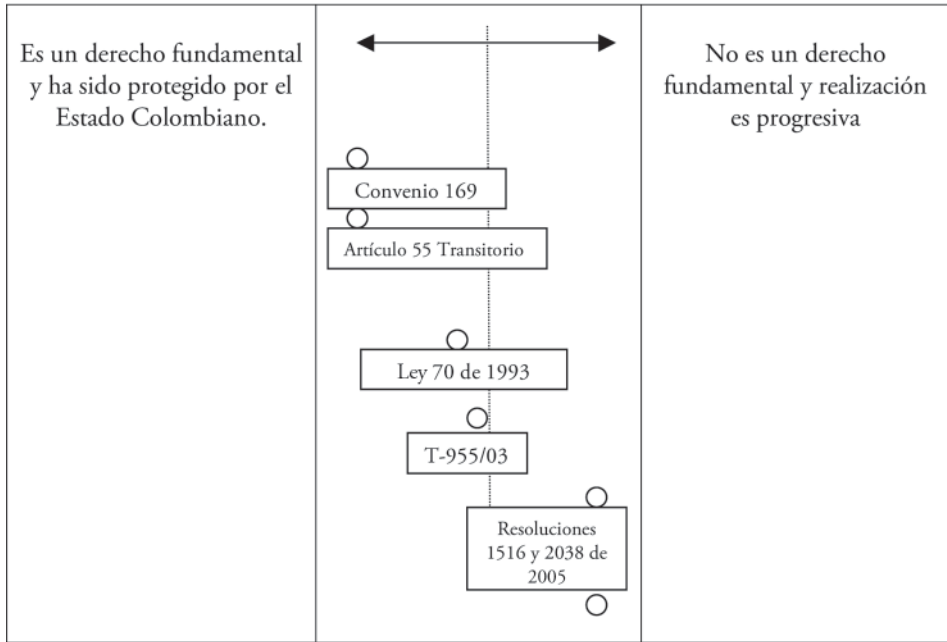 Es un derecho fundamental
y ha sido protegido por el
Estado Colombiano.
No es un derecho
fundamental y realización
es progresiva
Convenio 169
Artículo 55 Transitorio
Ley 70 de 1993
T-955/03
Resoluciones
1516 y 2038 de
2005